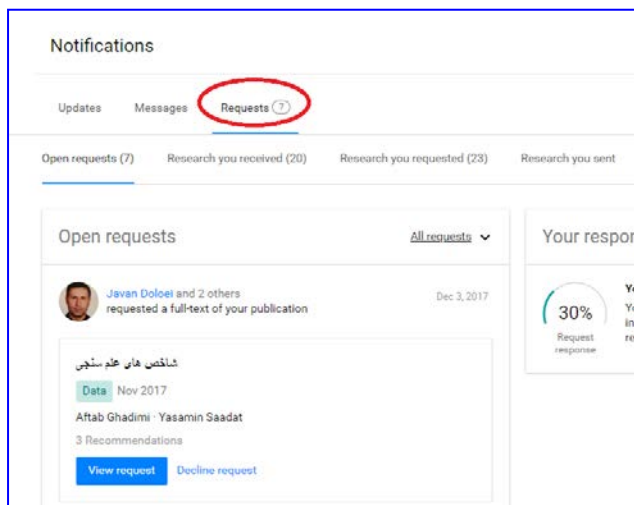 Notifications
Updates Messages Requests 7
Open requests (7) Research you received (20) Research you requested (23) Research you sent
Open requests All requests
Javan Doloei and 2 others
requested a full-text of your publication
Dec 3, 2017
شاخص های علم سنجی
Data Nov 2017
Aftab Ghadimi · Yasamin Saadat
3 Recommendations
View request Decline request
Your respor
30%
Request
response